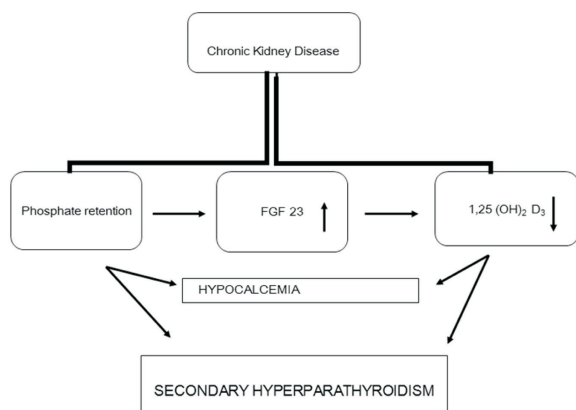 Chronic Kidney Disease
Phosphate retention
FGF 23
1,25 (OH)₂ D₃
HYPOCALCEMIA
SECONDARY HYPERPARATHYROIDISM